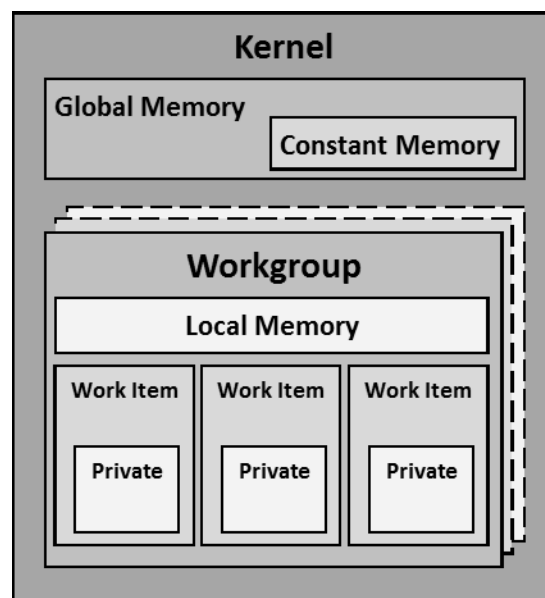 Kernel
Global Memory
Constant Memory
Workgroup
Local Memory
Work Item Work Item Work Item
Private Private Private